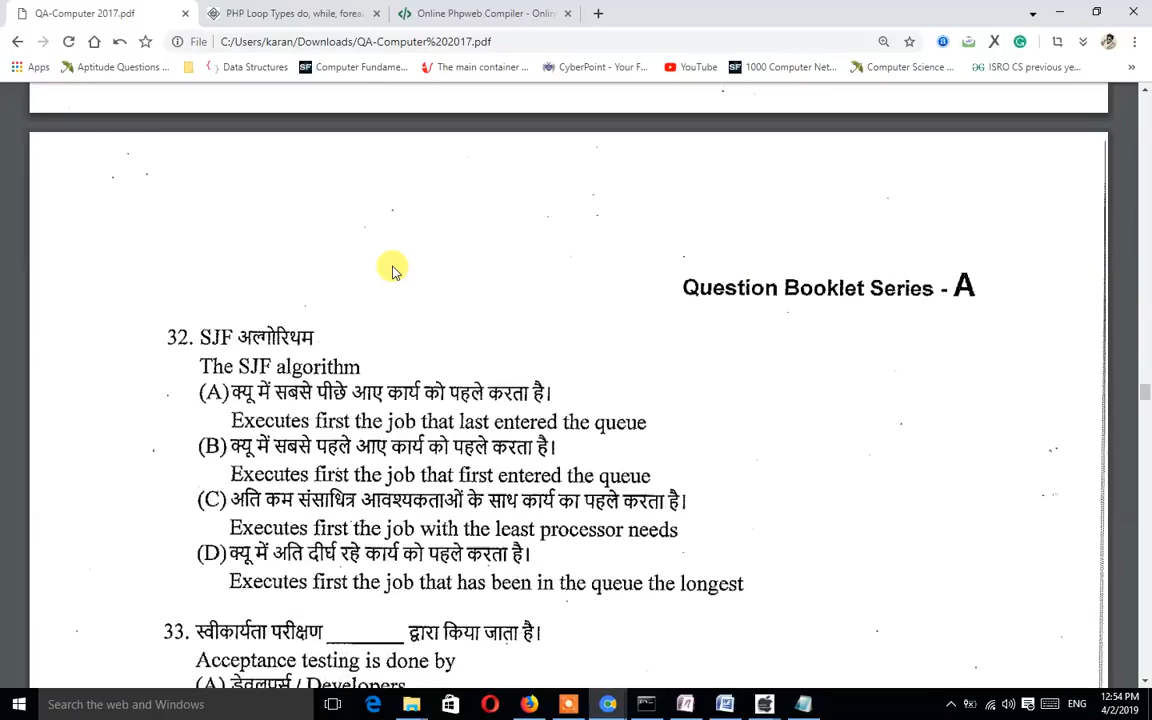 QA-Computer 2017.pdf
PHP Loop Types do, while, forea
Online Phpweb Compiler - Onlin
File
C:/Users/karan/Downloads/QA-Computer%202017.pdf
Apps
Aptitude Questions ...
Data Structures
Computer Fundame...
The main container ...
CyberPoint - Your F...
YouTube
1000 Computer Net...
Computer Science ...
ISRO CS previous ye...
Question Booklet Series - A
32. SJF अल्गोरिथम
The SJF algorithm
(A) क्यू में सबसे पीछे आए कार्य को पहले करता है।
Executes first the job that last entered the queue
(B) क्यू में सबसे पहले आए कार्य को पहले करता है।
Executes first the job that first entered the queue
(C) अति कम संसाधित्र आवश्यकताओं के साथ कार्य का पहले करता है।
Executes first the job with the least processor needs
(D) क्यू में अति दीर्घ रहे कार्य को पहले करता है।
Executes first the job that has been in the queue the longest
33. स्वीकार्यता परीक्षण ________ द्वारा किया जाता है।
Acceptance testing is done by
(A) डेवलपर्स / Developers
Search the web and Windows
ENG
12:54 PM
4/2/2019